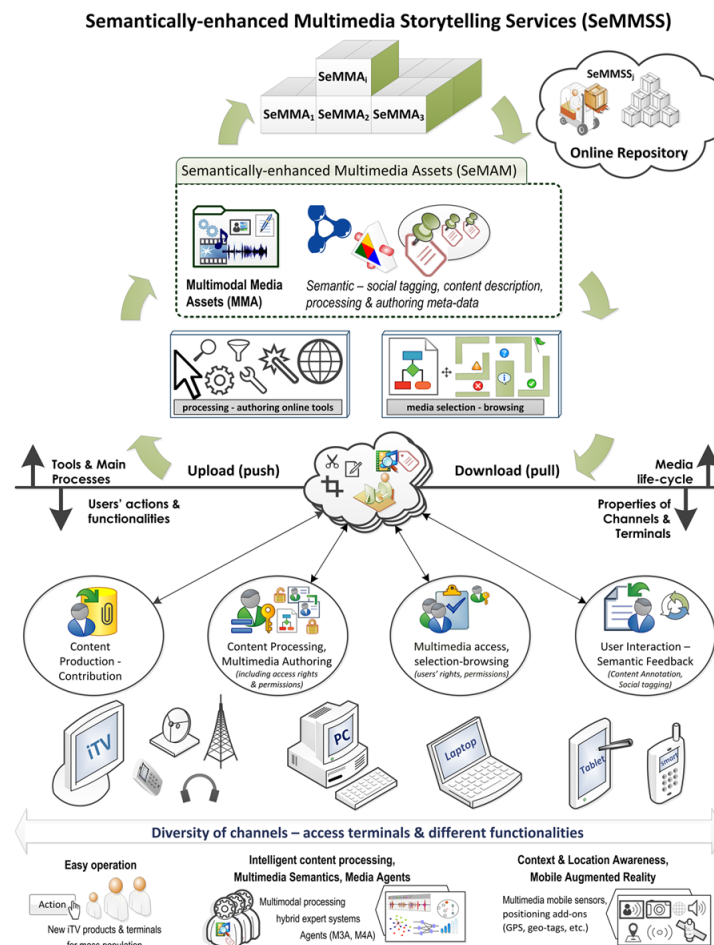 Semantically-enhanced Multimedia Storytelling Services (SeMMSS)
SeMMAi
SeMMA1 SeMMA2 SeMMA3
SeMMSSj
Online Repository
Semantically-enhanced Multimedia Assets (SeMAM)
Multimodal Media
Assets (MMA)
Semantic – social tagging, content description,
processing & authoring meta-data
processing - authoring online tools
media selection - browsing
Tools & Main
Processes
Upload (push)
Download (pull)
Media
life-cycle
Users' actions &
functionalities
Properties of
Channels &
Terminals
Content
Production -
Contribution
Content Processing,
Multimedia Authoring
(including access rights
& permissions)
Multimedia access,
selection-browsing
(users' rights, permissions)
User Interaction –
Semantic Feedback
(Content Annotation,
Social tagging)
iTV
PC
Laptop
Tablet
smart
Diversity of channels – access terminals & different functionalities
Easy operation
Action
New iTV products & terminals
for mass population
Intelligent content processing,
Multimedia Semantics, Media Agents
Multimodal processing
hybrid expert systems
Agents (M3A, M4A)
Context & Location Awareness,
Mobile Augmented Reality
Multimedia mobile sensors,
positioning add-ons
(GPS, geo-tags, etc.)